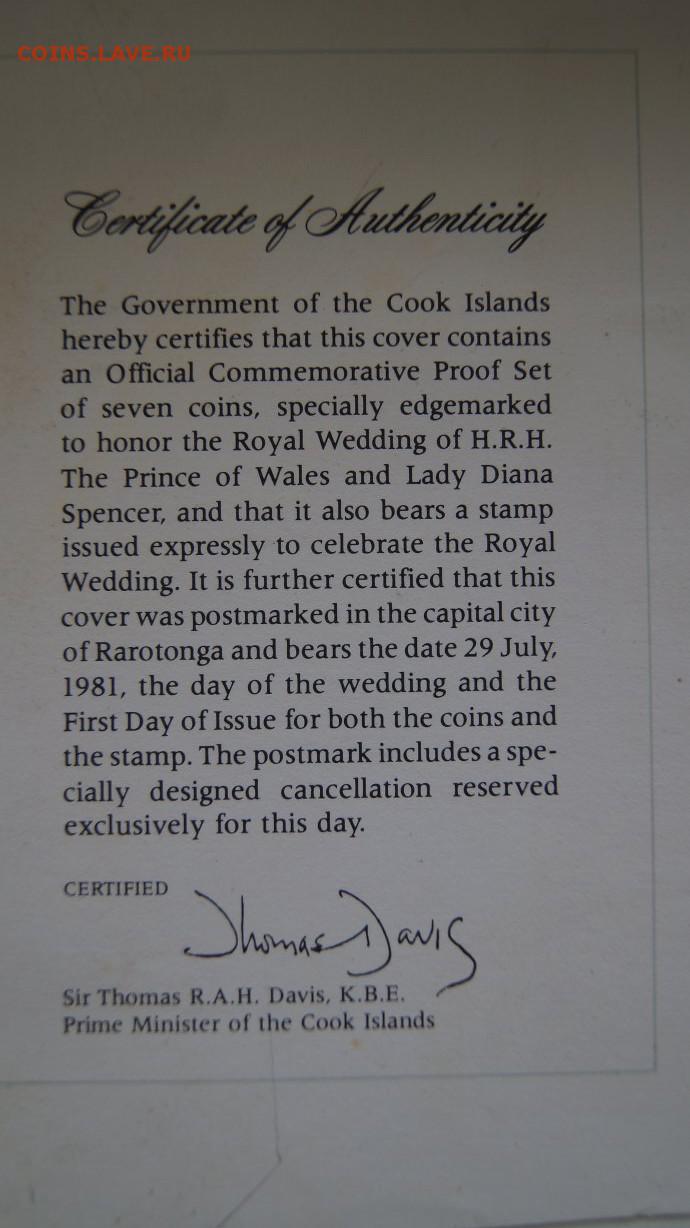 COINS.LAVE.RU
Certificate of Authenticity
The Government of the Cook Islands
hereby certifies that this cover contains
an Official Commemorative Proof Set
of seven coins, specially edgemarked
to honor the Royal Wedding of H.R.H.
The Prince of Wales and Lady Diana
Spencer, and that it also bears a stamp
issued expressly to celebrate the Royal
Wedding. It is further certified that this
cover was postmarked in the capital city
of Rarotonga and bears the date 29 July,
1981, the day of the wedding and the
First Day of Issue for both the coins and
the stamp. The postmark includes a spe-
cially designed cancellation reserved
exclusively for this day.
CERTIFIED
Thomas Davis
Sir Thomas R.A.H. Davis, K.B.E.
Prime Minister of the Cook Islands